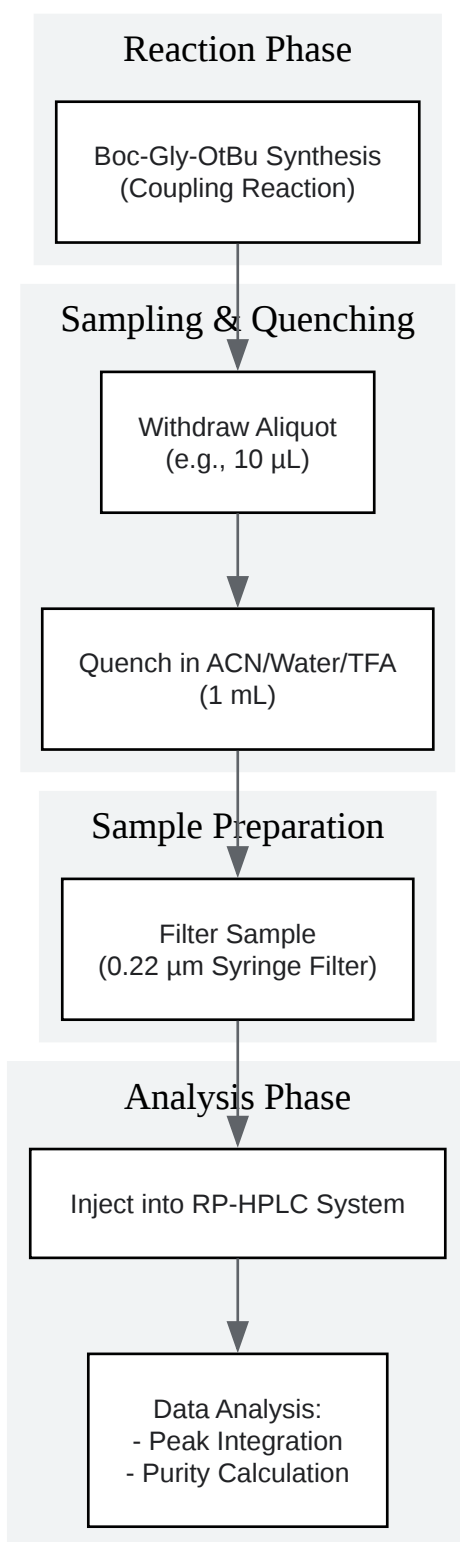 Reaction Phase
Boc-Gly-OtBu Synthesis
(Coupling Reaction)
Sampling & Quenching
Withdraw Aliquot
(e.g., 10 µL)
Quench in ACN/Water/TFA
(1 mL)
Sample Preparation
Filter Sample
(0.22 µm Syringe Filter)
Analysis Phase
Inject into RP-HPLC System
Data Analysis:
- Peak Integration
- Purity Calculation